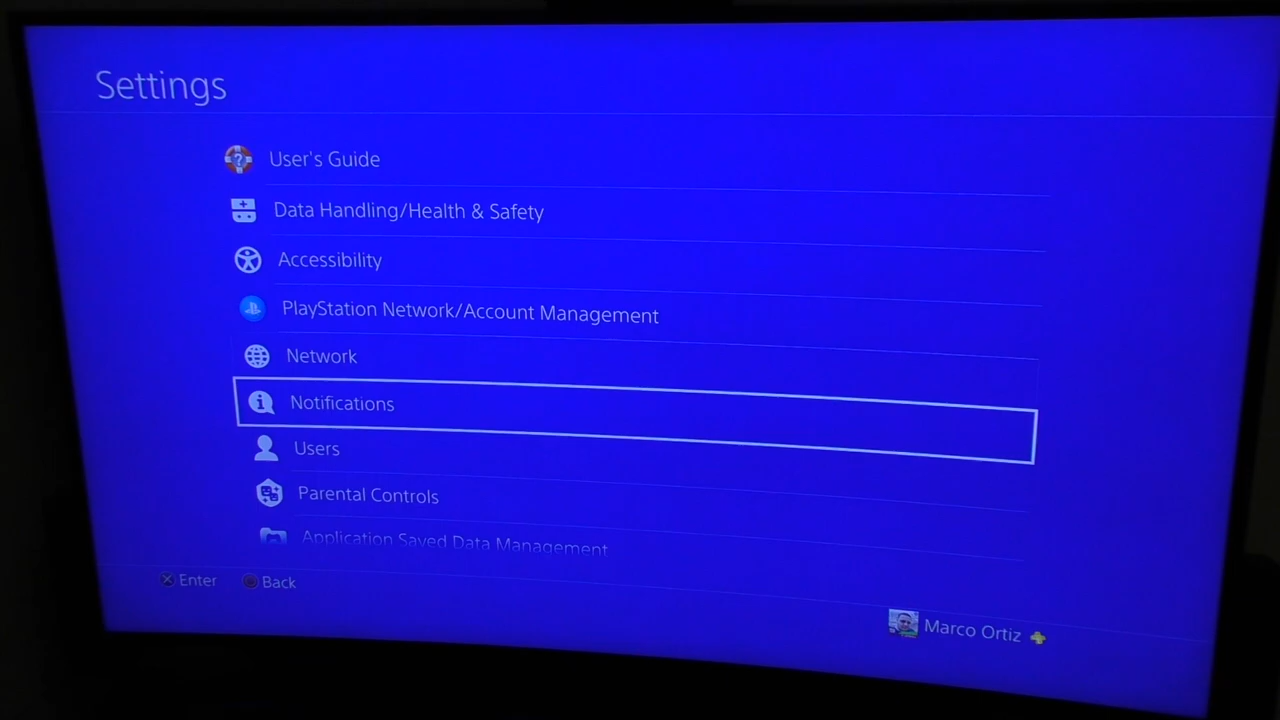 Settings
User's Guide
Data Handling/Health & Safety
Accessibility
PlayStation Network/Account Management
Network
Notifications
Users
Parental Controls
Application Saved Data Management
Enter Back
Marco Ortiz